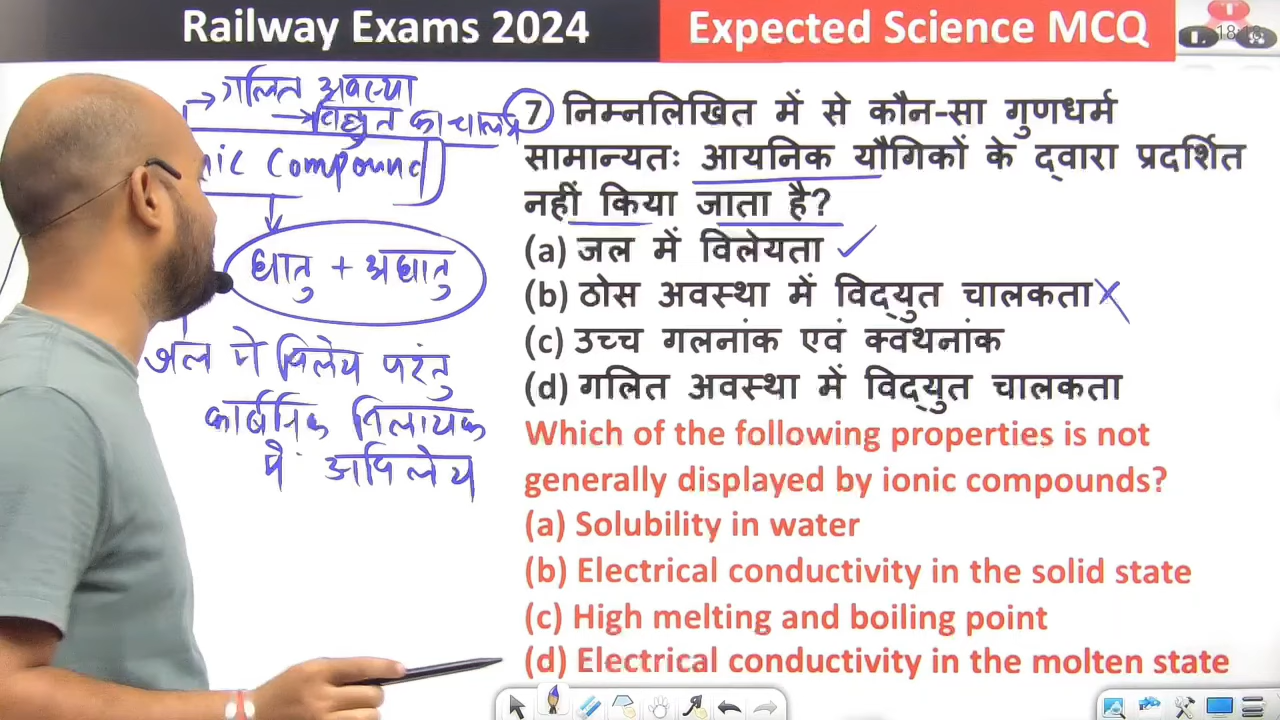 Railway Exams 2024
Expected Science MCQ
18:16
गलित अवस्था
विद्युत का चालक
nic Compound
धातु + अधातु
जल मे विलेय परंतु
कार्बनिक विलायक
में अविलेय
7 निम्नलिखित में से कौन-सा गुणधर्म
सामान्यतः आयनिक यौगिकों के द्वारा प्रदर्शित
नहीं किया जाता है?
(a) जल में विलेयता
(b) ठोस अवस्था में विद्युत चालकता
(c) उच्च गलनांक एवं क्वथनांक
(d) गलित अवस्था में विद्युत चालकता
Which of the following properties is not
generally displayed by ionic compounds?
(a) Solubility in water
(b) Electrical conductivity in the solid state
(c) High melting and boiling point
(d) Electrical conductivity in the molten state